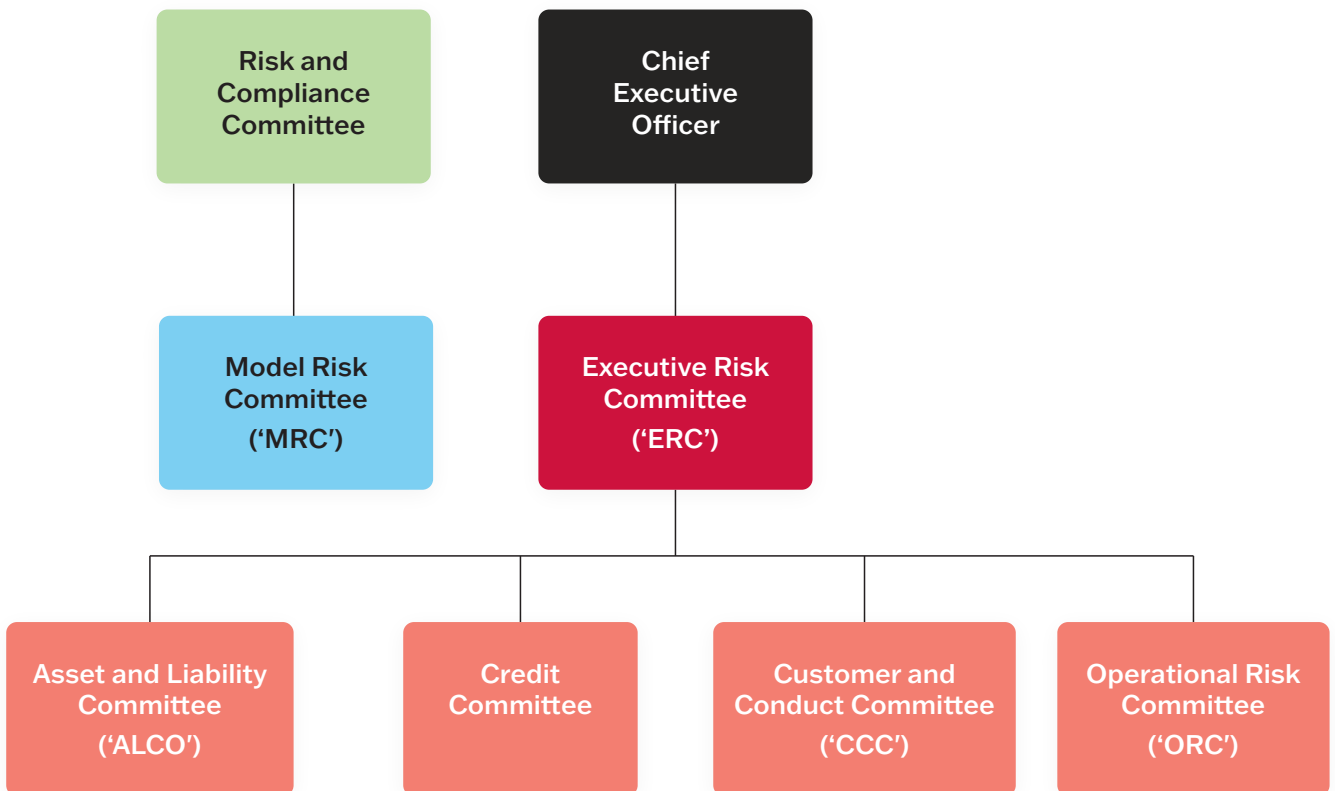 Risk and
Compliance
Committee
Chief
Executive
Officer
Model Risk
Committee
(‘MRC’)
Executive Risk
Committee
(‘ERC’)
Asset and Liability
Committee
(‘ALCO’)
Credit
Committee
Customer and
Conduct Committee
(‘CCC’)
Operational Risk
Committee
(‘ORC’)